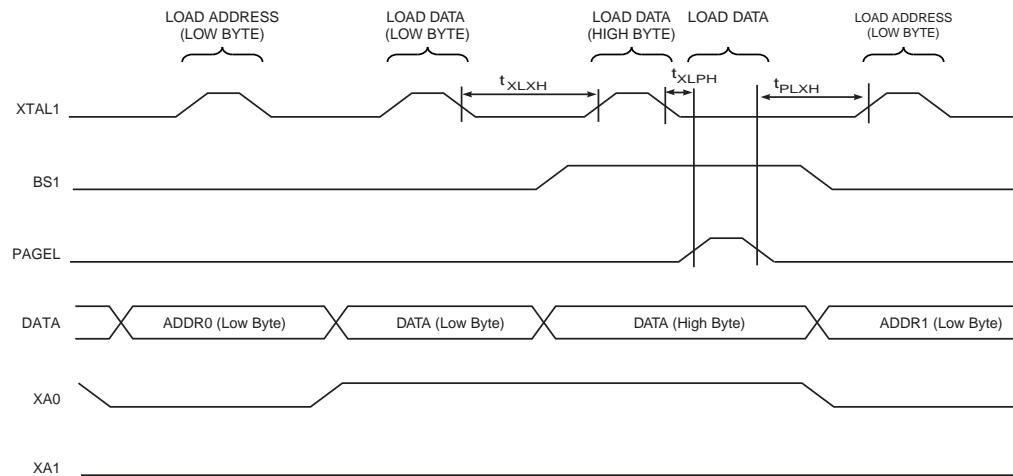 LOAD ADDRESS
(LOW BYTE)
LOAD DATA
(LOW BYTE)
LOAD DATA
(HIGH BYTE)
LOAD DATA
LOAD ADDRESS
(LOW BYTE)
tXLXH
tXLPH
tPLXH
XTAL1
BS1
PAGEL
DATA
ADDR0 (Low Byte)
DATA (Low Byte)
DATA (High Byte)
ADDR1 (Low Byte)
XA0
XA1